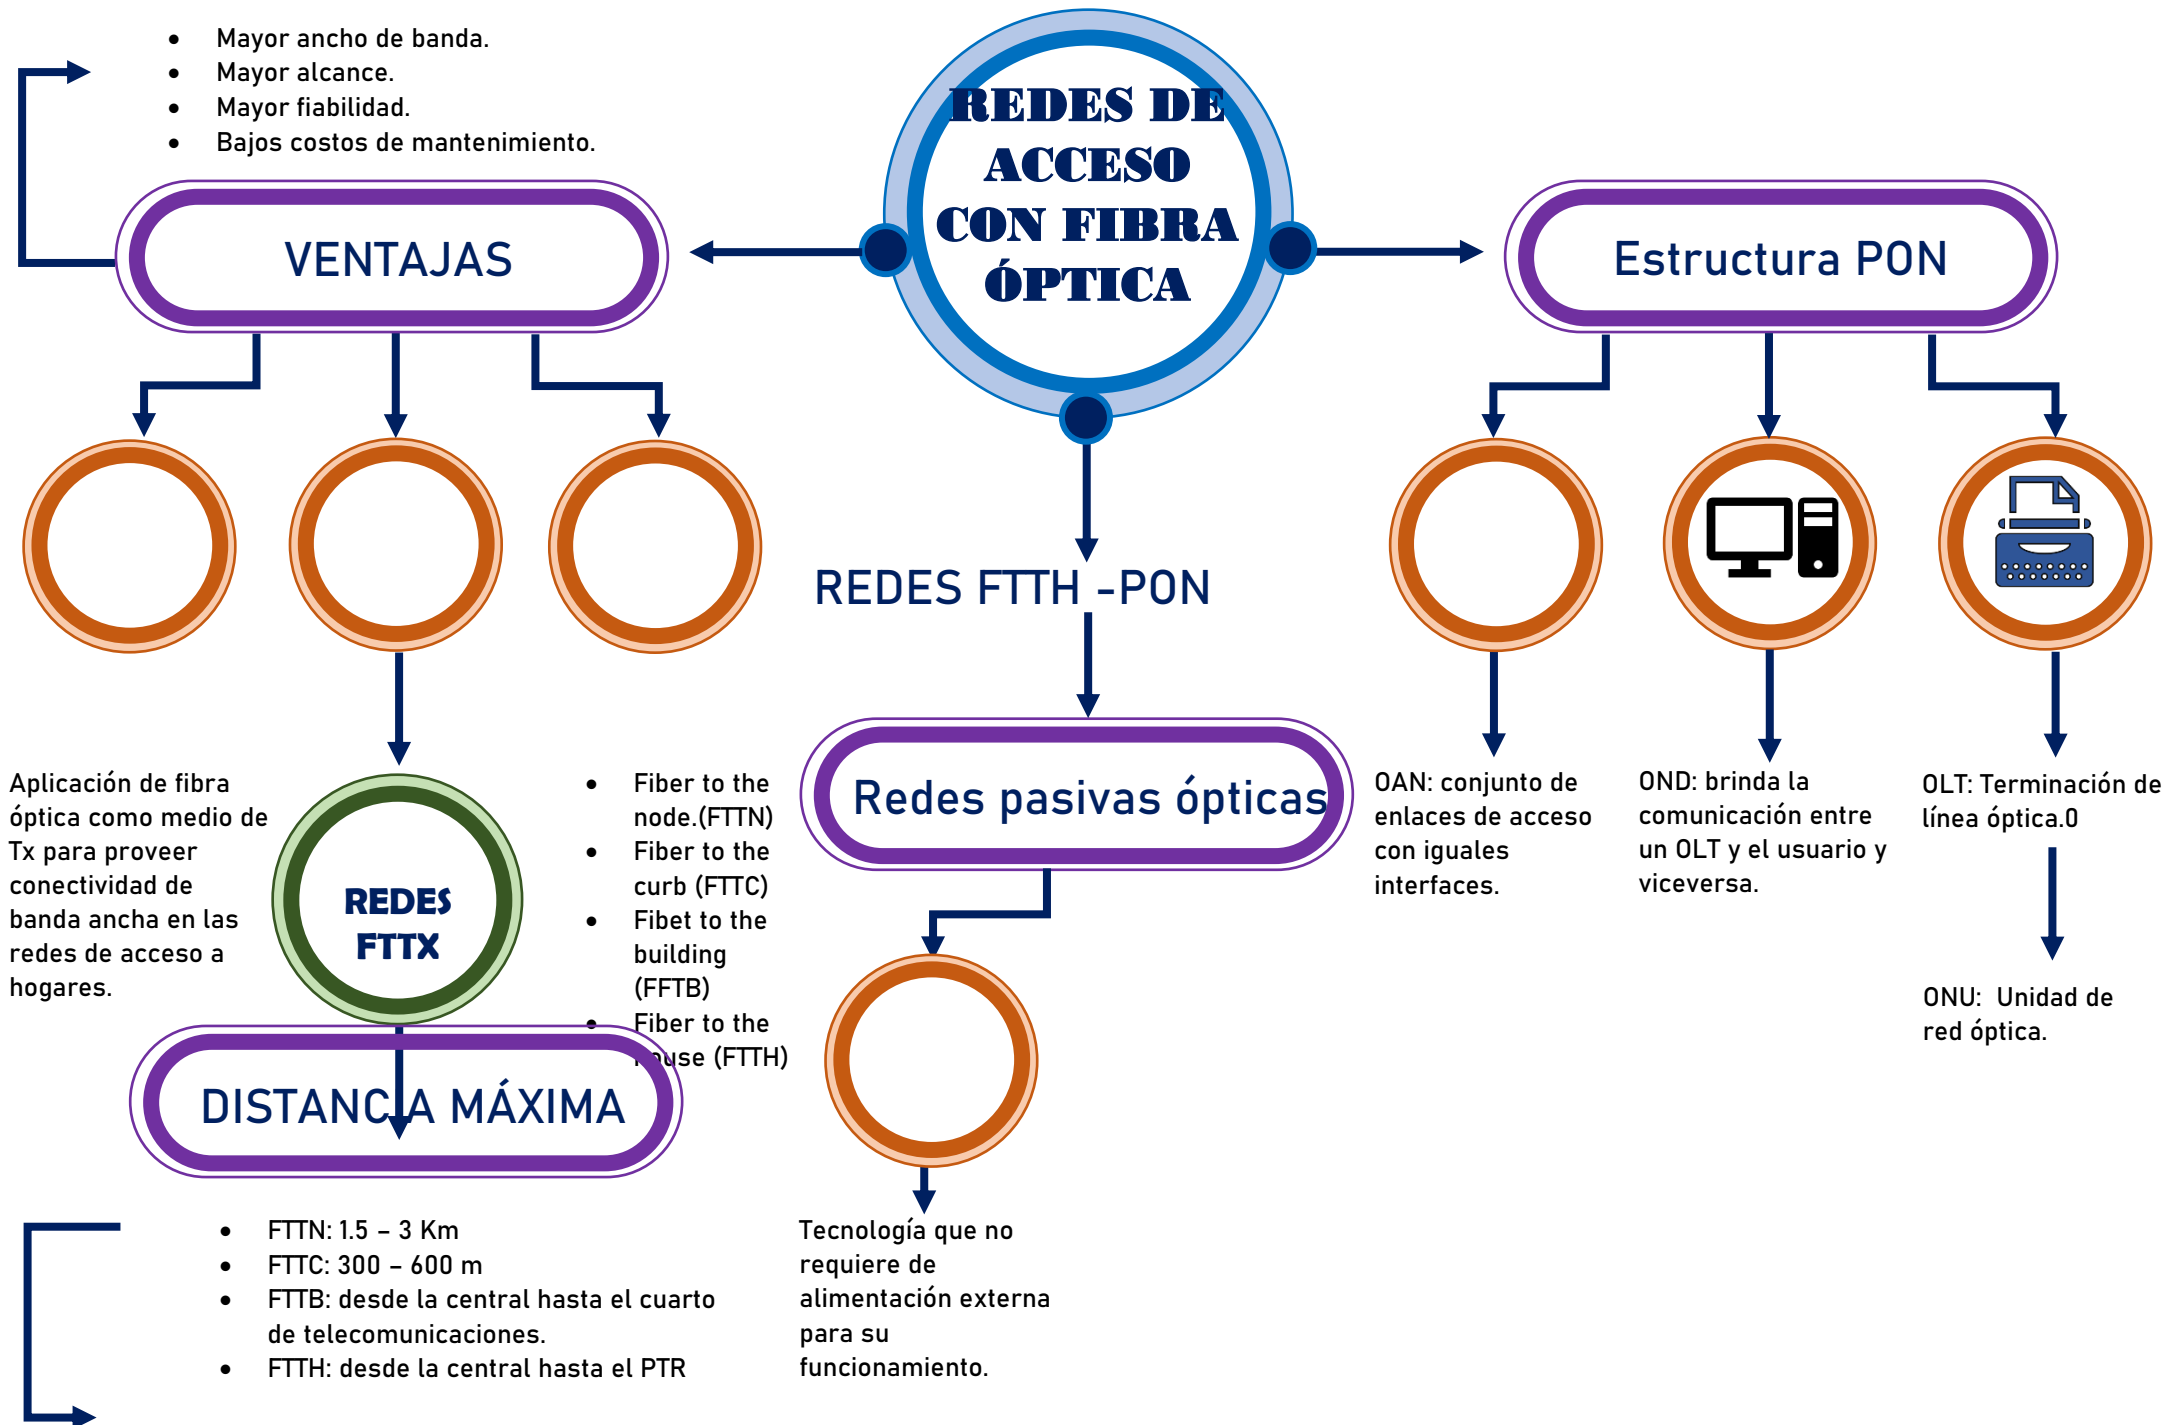 Mayor ancho de banda.
Mayor alcance.
Mayor fiabilidad.
Bajos costos de mantenimiento.
REDES DE
ACCESO
CON FIBRA
ÓPTICA
VENTAJAS
Estructura PON
REDES FTTH -PON
Redes pasivas ópticas
Aplicación de fibra
óptica como medio de
Tx para proveer
conectividad de
banda ancha en las
redes de acceso a
hogares.
REDES
FTTX
Fiber to the
node.(FTTN)
Fiber to the
curb (FTTC)
Fibet to the
building
(FFTB)
Fiber to the
house (FTTH)
OAN: conjunto de
enlaces de acceso
con iguales
interfaces.
OND: brinda la
comunicación entre
un OLT y el usuario y
viceversa.
OLT: Terminación de
línea óptica.0
ONU:  Unidad de
red óptica.
DISTANCIA MÁXIMA
FTTN: 1.5 – 3 Km
FTTC: 300 – 600 m
FTTB: desde la central hasta el cuarto
de telecomunicaciones.
FTTH: desde la central hasta el PTR
Tecnología que no
requiere de
alimentación externa
para su
funcionamiento.